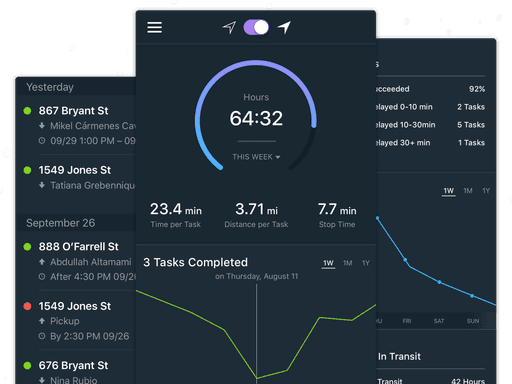 Yesterday
867 Bryant St
Mikel Cármenes Cav
09/29 1:00 PM – 09
1549 Jones St
Tatiana Grebenniqu
September 26
888 O'Farrell St
Abdullah Altamami
After 4:30 PM 09/26
1549 Jones St
Pickup
By 2:30 PM 09/26
676 Bryant St
Nina Rubio
Hours
64:32
THIS WEEK
23.4 min
Time per Task
3.71 mi
Distance per Task
7.7 min
Stop Time
3 Tasks Completed
1W 1M 1Y
on Thursday, August 11
ucceeded 92%
elayed 0-10 min 2 Tasks
elayed 10-30min 5 Tasks
elayed 30+ min 1 Tasks
1W 1M 1Y
FRI SAT SUN
In Transit
Transit 42 Hours